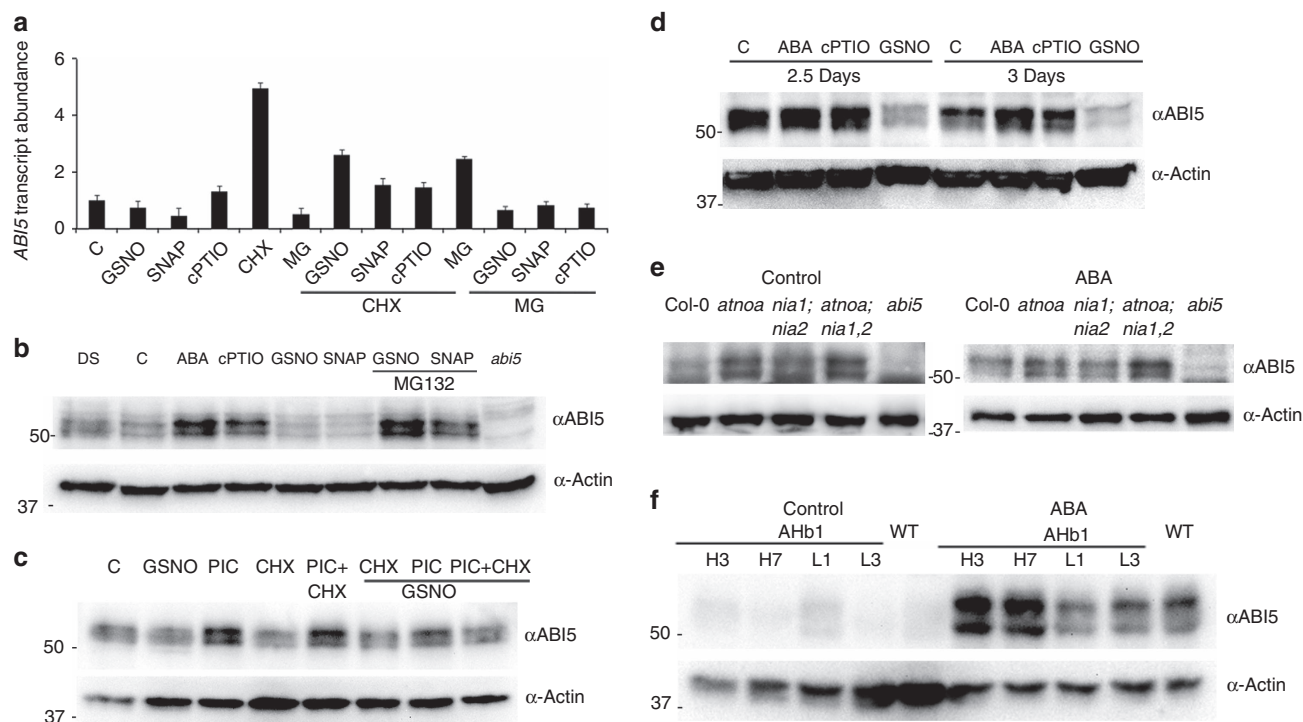 a
ABI5 transcript abundance
6
4
2
0
C GSNO SNAP cPTIO CHX MG GSNO SNAP cPTIO MG GSNO SNAP cPTIO
CHX MG
b
DS C ABA cPTIO GSNO SNAP GSNO SNAP abi5
MG132
50-
αABI5
α-Actin
37 -
c
C GSNO PIC CHX PIC+ CHX PIC PIC+CHX
CHX GSNO
αABI5
50 -
α-Actin
37 -
d
C ABA cPTIO GSNO C ABA cPTIO GSNO
2.5 Days 3 Days
αABI5
50-
α-Actin
37-
e
Control ABA
Col-0 atnoa nia1; atnoa; abi5 Col-0 atnoa nia1; atnoa; abi5
nia2 nia1,2 nia2 nia1,2
αABI5
-50-
α-Actin
-37-
f
Control ABA
AHb1 WT AHb1 WT
H3 H7 L1 L3 H3 H7 L1 L3
αABI5
50 -
α-Actin
37 -